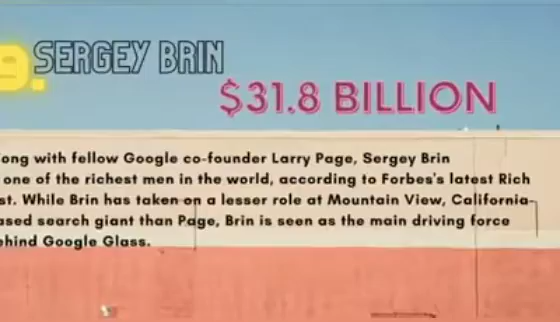 9. SERGEY BRIN
$31.8 BILLION
ong with fellow Google co-founder Larry Page, Sergey Brin
one of the richest men in the world, according to Forbes's latest Rich
st. While Brin has taken on a lesser role at Mountain View, California-
ased search giant than Page, Brin is seen as the main driving force
ehind Google Glass.